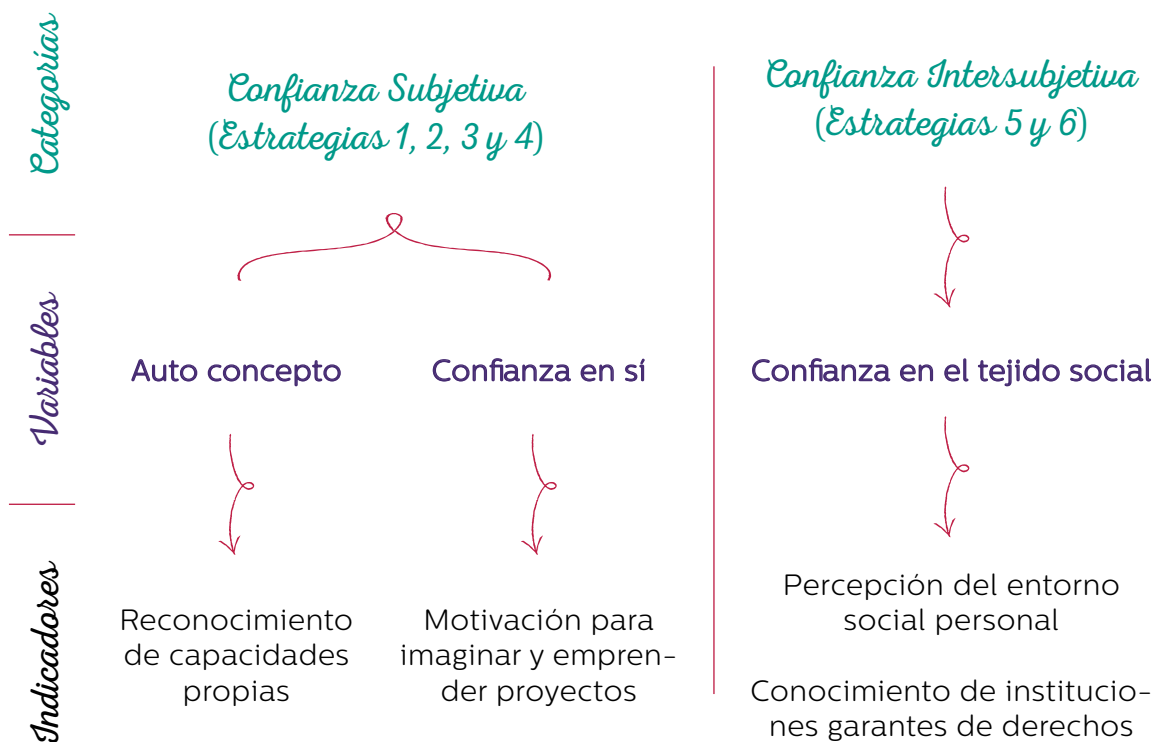 Categorías
Confianza Subjetiva
(Estrategias 1, 2, 3 y 4)
Confianza Intersubjetiva
(Estrategias 5 y 6)
Variables
Auto concepto
Confianza en sí
Confianza en el tejido social
Indicadores
Reconocimiento
de capacidades
propias
Motivación para
imaginar y empren-
der proyectos
Percepción del entorno
social personal
Conocimiento de institucio-
nes garantes de derechos